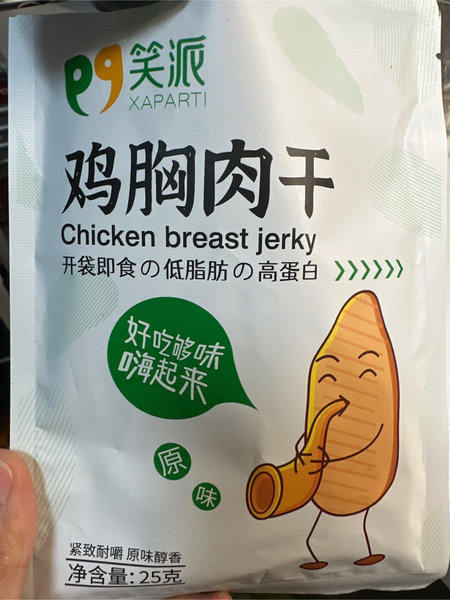 笑派
XAPARTI
鸡胸肉干
Chicken breast jerky
开袋即食の低脂肪の高蛋白
好吃够味
嗨起来
原味
紧致耐嚼 原味醇香
净含量:25克